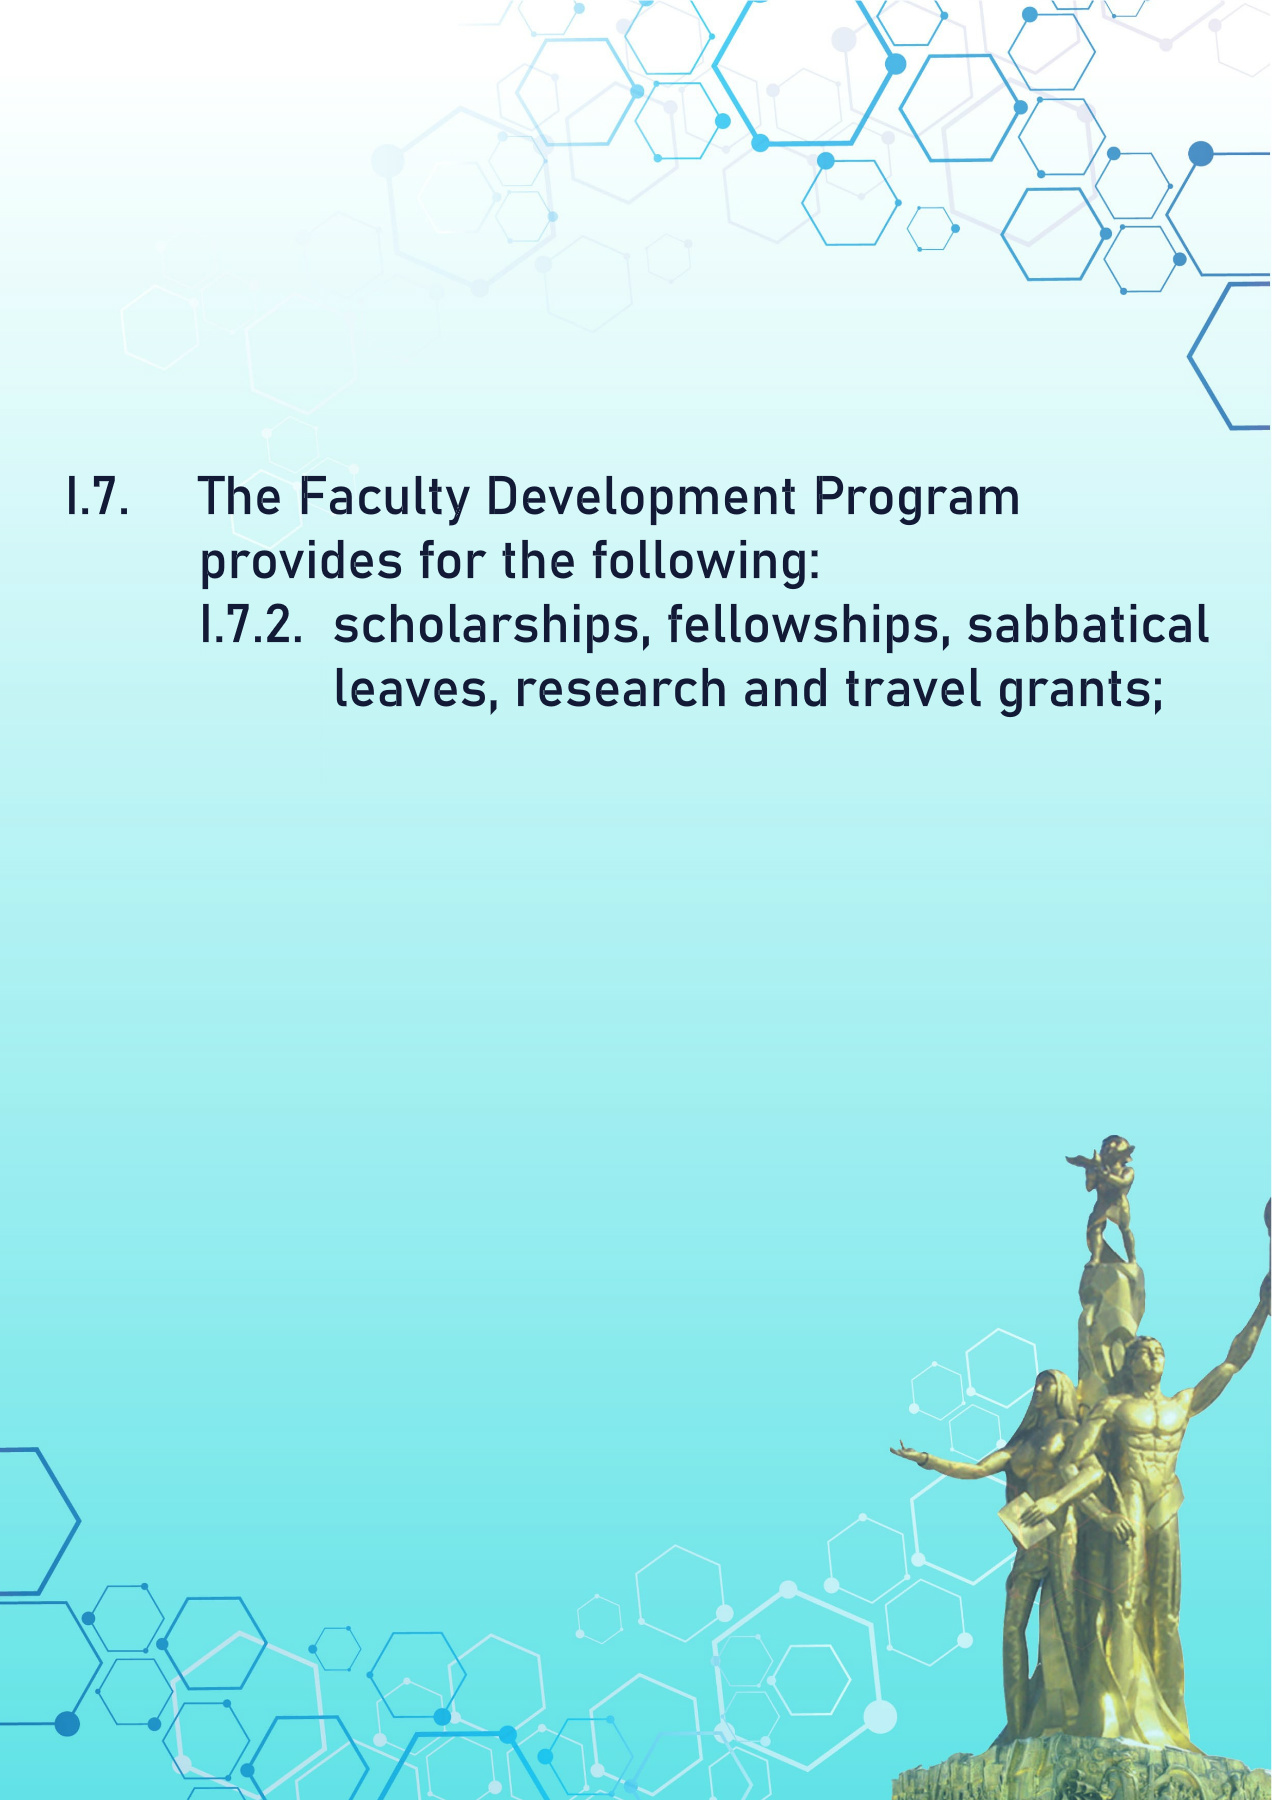 I.7. The Faculty Development Program
provides for the following:
I.7.2. scholarships, fellowships, sabbatical
leaves, research and travel grants;